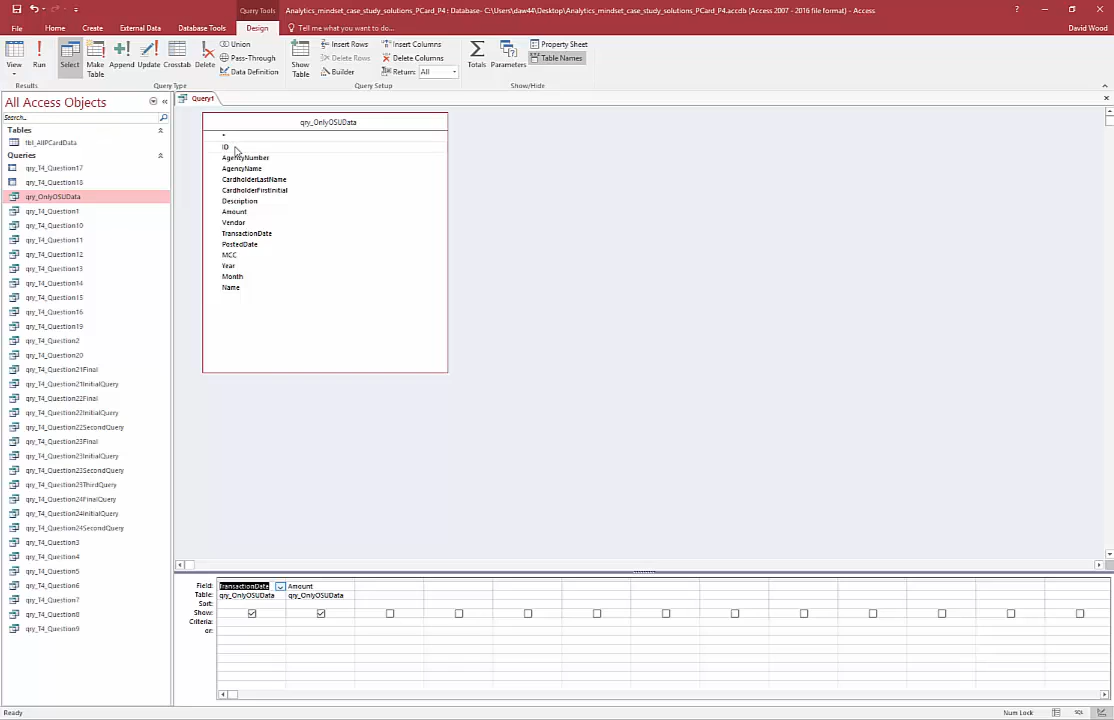 Query Tools
Analytics_mindset_case_study_solutions_PCard_P4 : Database- C:\Users\daw44\Desktop\Analytics_mindset_case_study_solutions_PCard_P4.accdb (Access 2007 - 2016 file format) - Access
?
File Home Create External Data Database Tools Design Tell me what you want to do...
David Wood
View Run Select Make Table Append Update Crosstab Delete
Union
Pass-Through
Data Definition
Show Table
Insert Rows
Delete Rows
Builder
Insert Columns
Delete Columns
Return: All
Totals Parameters
Property Sheet
Table Names
Results
Query Type
Query Setup
Show/Hide
All Access Objects
Search...
Tables
tbl_AllPCardData
Queries
qry_T4_Question17
qry_T4_Question18
qry_OnlyOSUData
qry_T4_Question1
qry_T4_Question10
qry_T4_Question11
qry_T4_Question12
qry_T4_Question13
qry_T4_Question14
qry_T4_Question15
qry_T4_Question16
qry_T4_Question19
qry_T4_Question2
qry_T4_Question20
qry_T4_Question21Final
qry_T4_Question21InitialQuery
qry_T4_Question22Final
qry_T4_Question22InitialQuery
qry_T4_Question22SecondQuery
qry_T4_Question23Final
qry_T4_Question23InitialQuery
qry_T4_Question23SecondQuery
qry_T4_Question23ThirdQuery
qry_T4_Question24FinalQuery
qry_T4_Question24InitialQuery
qry_T4_Question24SecondQuery
qry_T4_Question3
qry_T4_Question4
qry_T4_Question5
qry_T4_Question6
qry_T4_Question7
qry_T4_Question8
qry_T4_Question9
Query1
qry_OnlyOSUData
*
ID
AgencyNumber
AgencyName
CardholderLastName
CardholderFirstInitial
Description
Amount
Vendor
TransactionDate
PostedDate
MCC
Year
Month
Name
Field: TransactionDate Amount
Table: qry_OnlyOSUData qry_OnlyOSUData
Sort:
Show:
Criteria:
or:
Ready
Num Lock
SQL